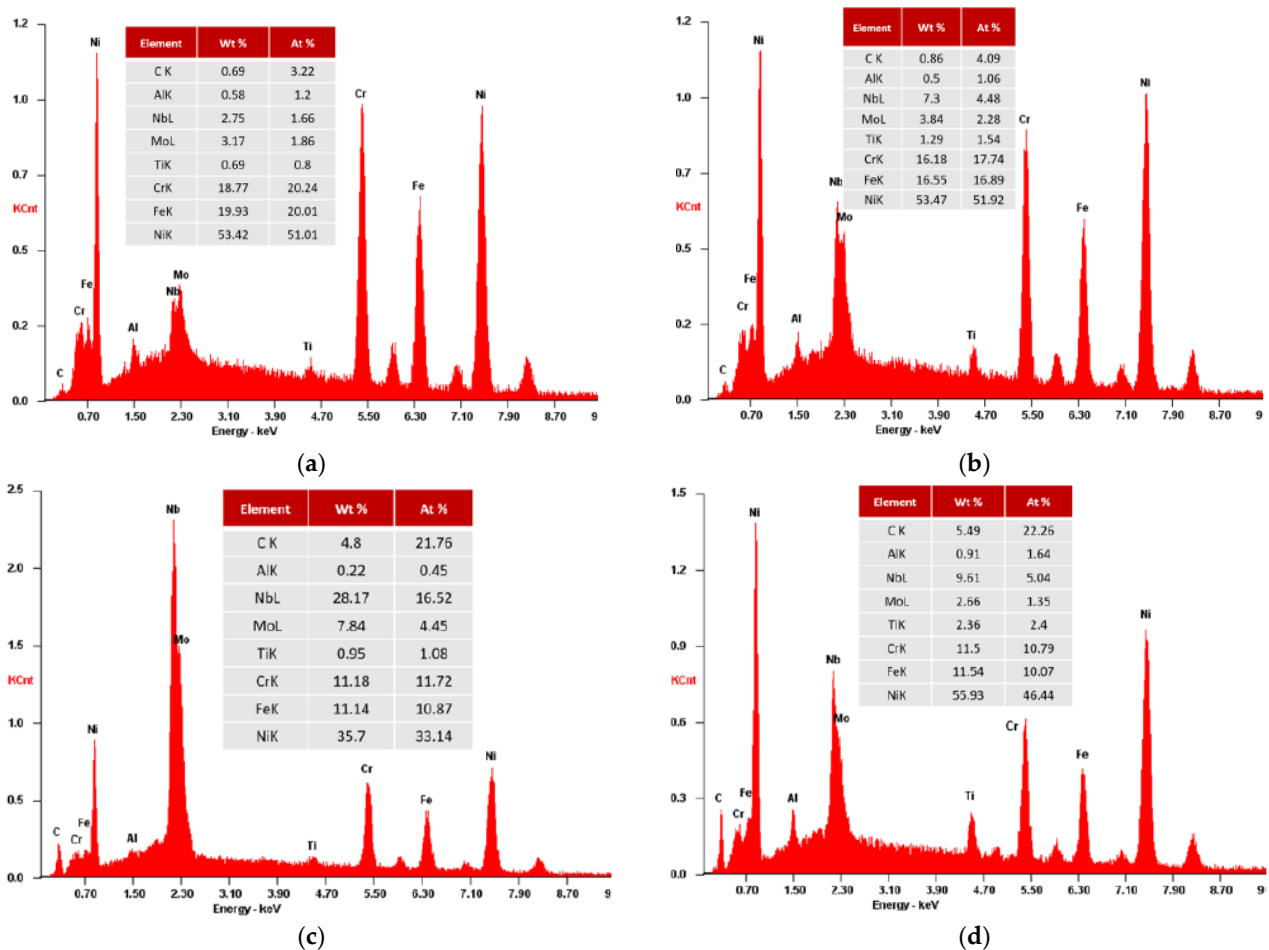 1.2
1.0
0.7
KCnt
0.5
0.2
0.0
Ni
Element Wt % At %
C K 0.69 3.22
AlK 0.58 1.2
NbL 2.75 1.66
MoL 3.17 1.86
TiK 0.69 0.8
CrK 18.77 20.24
FeK 19.93 20.01
NiK 53.42 51.01
Cr
Ni
Fe
Fe
Cr
C
Al
Nb
Mo
Ti
0.70 1.50 2.30 3.10 3.90 4.70 5.50 6.30 7.10 7.90 8.70 9
Energy - keV
(a)
1.2
1.0
0.7
KCnt
0.5
0.2
0.0
Ni
Element Wt % At %
C K 0.86 4.09
AlK 0.5 1.06
NbL 7.3 4.48
MoL 3.84 2.28
TiK 1.29 1.54
CrK 16.18 17.74
FeK 16.55 16.89
NiK 53.47 51.92
Ni
Cr
Nb
Mo
Fe
Fe
Cr
C
Al
Ti
0.70 1.50 2.30 3.10 3.90 4.70 5.50 6.30 7.10 7.90 8.70 9
Energy - keV
(b)
2.5
2.0
1.5
KCnt
1.0
0.5
0.0
Nb
Mo
Element Wt % At %
C K 4.8 21.76
AlK 0.22 0.45
NbL 28.17 16.52
MoL 7.84 4.45
TiK 0.95 1.08
CrK 11.18 11.72
FeK 11.14 10.87
NiK 35.7 33.14
Ni
Ni
Cr
Fe
C
Fe
Cr
Al
Ti
0.70 1.50 2.30 3.10 3.90 4.70 5.50 6.30 7.10 7.90 8.70 9
Energy - keV
(c)
1.5
1.2
0.9
KCnt
0.6
0.3
0.0
Ni
Element Wt % At %
C K 5.49 22.26
AlK 0.91 1.64
NbL 9.61 5.04
MoL 2.66 1.35
TiK 2.36 2.4
CrK 11.5 10.79
FeK 11.54 10.07
NiK 55.93 46.44
Ni
Nb
Mo
Cr
Fe
C
Fe
Cr
Al
Ti
0.70 1.50 2.30 3.10 3.90 4.70 5.50 6.30 7.10 7.90 8.70 9
Energy - keV
(d)